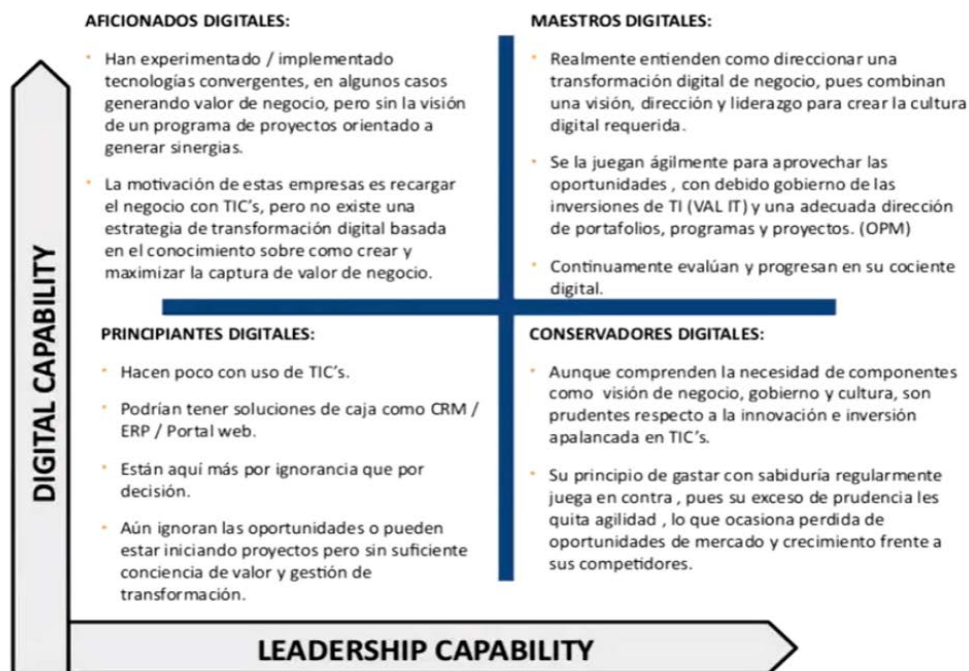 AFICIONADOS DIGITALES:
• Han experimentado / implementado
tecnologías convergentes, en algunos casos
generando valor de negocio, pero sin la visión
de un programa de proyectos orientado a
generar sinergias.
• La motivación de estas empresas es recargar
el negocio con TIC's, pero no existe una
estrategia de transformación digital basada
en el conocimiento sobre como crear y
maximizar la captura de valor de negocio.
MAESTROS DIGITALES:
• Realmente entienden como direccionar una
transformación digital de negocio, pues combinan
una visión, dirección y liderazgo para crear la cultura
digital requerida.
• Se la juegan ágilmente para aprovechar las
oportunidades , con debido gobierno de las
inversiones de TI (VAL IT) y una adecuada dirección
de portafolios, programas y proyectos. (OPM)
• Continuamente evalúan y progresan en su cociente
digital.
PRINCIPIANTES DIGITALES:
• Hacen poco con uso de TIC's.
• Podrían tener soluciones de caja como CRM /
ERP / Portal web.
• Están aquí más por ignorancia que por
decisión.
• Aún ignoran las oportunidades o pueden
estar iniciando proyectos pero sin suficiente
conciencia de valor y gestión de
transformación.
CONSERVADORES DIGITALES:
• Aunque comprenden la necesidad de componentes
como visión de negocio, gobierno y cultura, son
prudentes respecto a la innovación e inversión
apalancada en TIC's.
• Su principio de gastar con sabiduría regularmente
juega en contra , pues su exceso de prudencia les
quita agilidad , lo que ocasiona perdida de
oportunidades de mercado y crecimiento frente a
sus competidores.
DIGITAL CAPABILITY
LEADERSHIP CAPABILITY